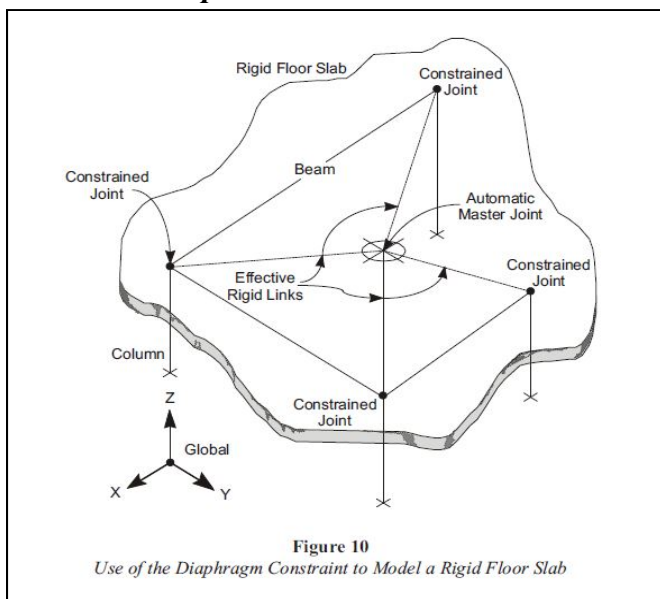 Rigid Floor Slab
Constrained
Joint
Beam
Constrained
Joint
Automatic
Master Joint
Effective
Rigid Links
Constrained
Joint
Column
Constrained
Joint
Z
Global
X
Y
Figure 10
Use of the Diaphragm Constraint to Model a Rigid Floor Slab